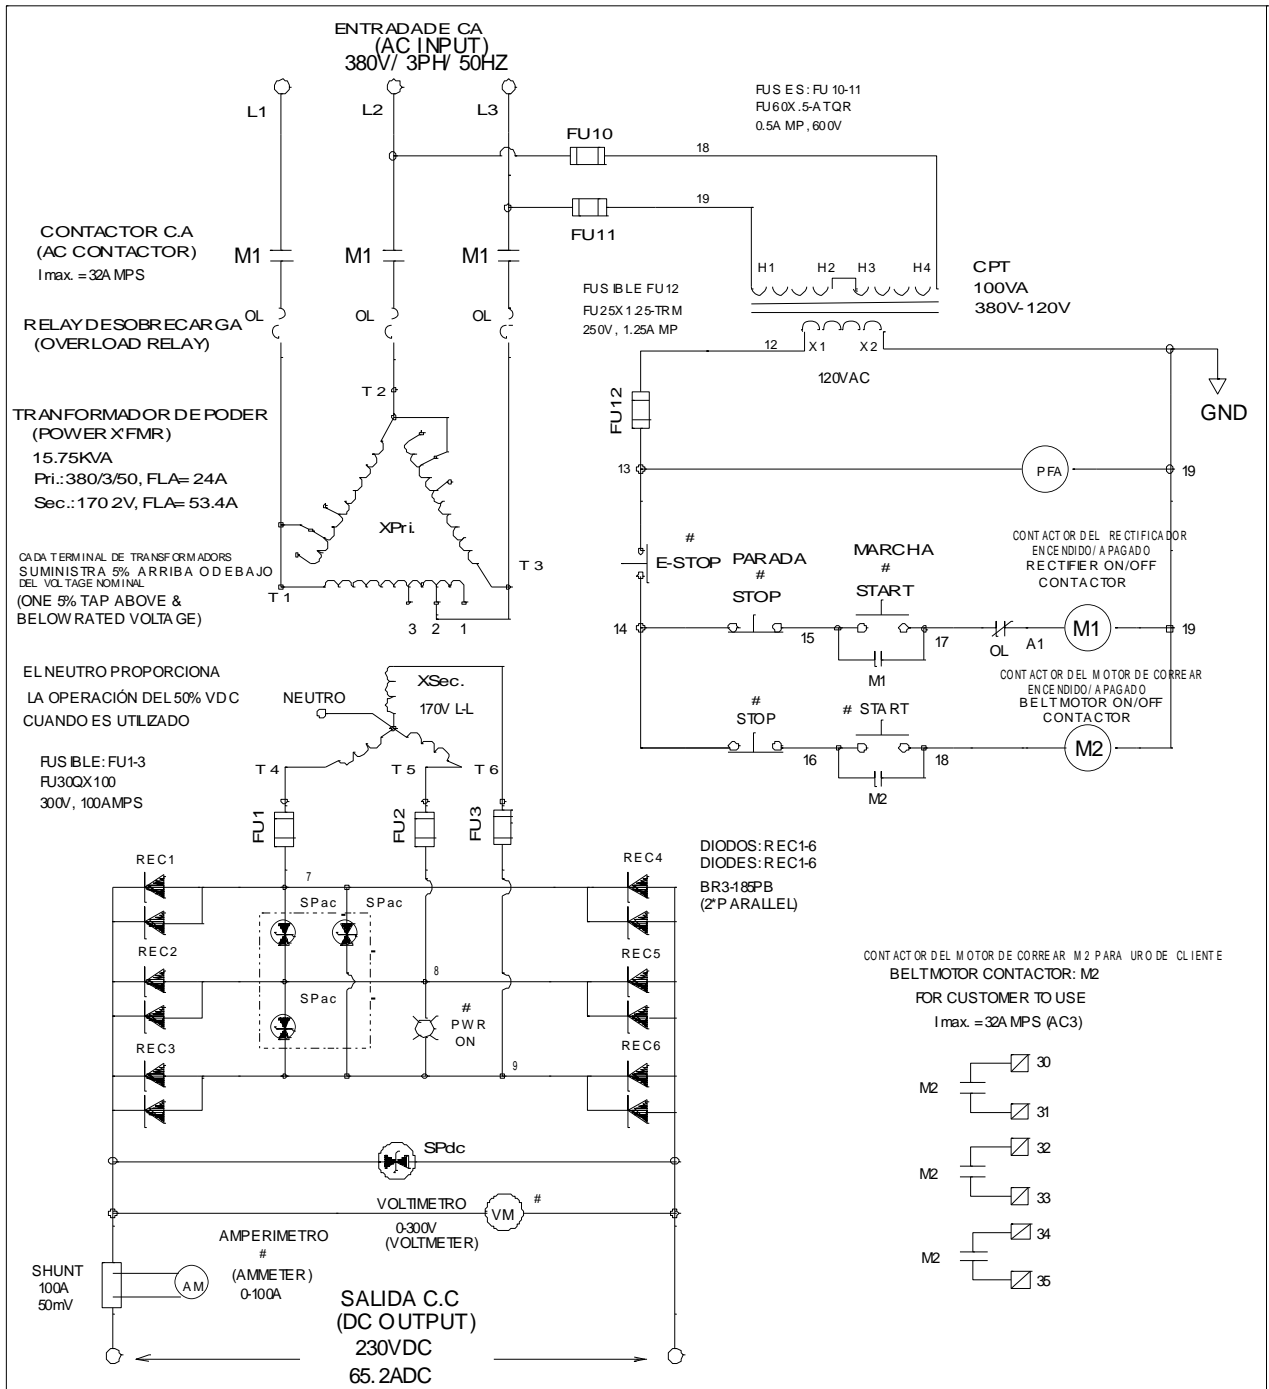 ENTRADADE CA
(AC INPUT)
380V/ 3PH/ 50HZ
L1
L2
L3
FUSES: FU10-11
FU60X.5-ATQR
0.5AMP, 600V
FU10
18
19
FU11
CONTACTOR C.A
(AC CONTACTOR)
Imax. =32AMPS
M1
M1
M1
H1
H2
H3
H4
CPT
100VA
380V-120V
FUSIBLE FU12
FU25X1.25-TRM
250V, 1.25AMP
RELAY DESOBRECARGA
(OVERLOAD RELAY)
OL
OL
OL
12
X1
X2
120VAC
GND
T2
FU12
TRANFORMADOR DE PODER
(POWER X'FMR)
15.75KVA
Pri.: 380/3/50, FLA= 24A
Sec.: 170.2V, FLA= 53.4A
XPri.
13
PFA
19
CADA TERMINAL DE TRANSFORMADORS
SUMINISTRA 5% ARRIBA O DEBAJO
DEL VOLTAGE NOMINAL
(ONE 5% TAP ABOVE &
BELOW RATED VOLTAGE)
T1
T3
3 2 1
#
E-STOP
PARADA
#
STOP
MARCHA
#
START
CONTACTOR DEL RECTIFICADOR
ENCENDIDO/APAGADO
RECTIFIER ON/OFF
CONTACTOR
14
15
17
OL
A1
M1
19
M1
EL NEUTRO PROPORCIONA
LA OPERACIÓN DEL 50% VDC
CUANDO ES UTILIZADO
NEUTRO
XSec.
170V L-L
CONTACTOR DEL MOTOR DE CORREAR
ENCENDIDO/APAGADO
BELT MOTOR ON/OFF
CONTACTOR
#
STOP
# START
16
18
M2
M2
FUSIBLE: FU1-3
FU30QX100
300V, 100AMPS
T4
T5
T6
FU1
FU2
FU3
DIODOS: REC1-6
DIODES: REC1-6
BR3-185PB
(2*PARALLEL)
REC1
7
REC4
SPac
SPac
REC2
8
REC5
SPac
#
PWR
ON
REC3
9
REC6
CONTACTOR DEL MOTOR DE CORREAR M2 PARA URO DE CLIENTE
BELT MOTOR CONTACTOR: M2
FOR CUSTOMER TO USE
Imax. =32AMPS (AC3)
M2
30
31
M2
32
33
M2
34
35
SPdc
VOLTIMETRO
0-300V
(VOLTMETER)
VM
#
AMPERIMETRO
#
(AMMETER)
0-100A
SHUNT
100A
50mV
AM
SALIDA C.C
(DC OUTPUT)
230VDC
65.2ADC